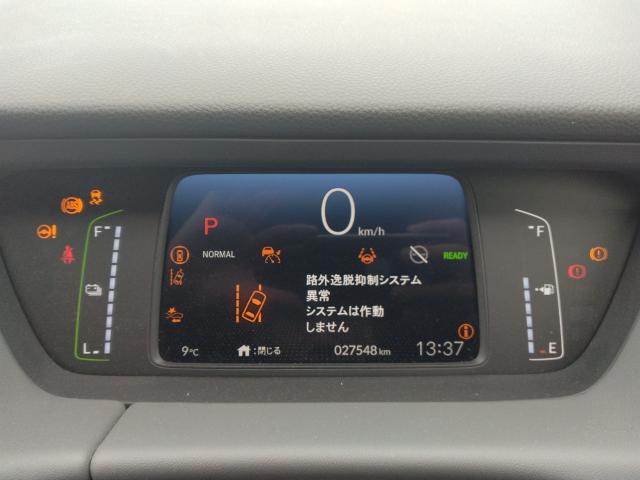 0 km/h
P
ABS
F
F
NORMAL
READY
路外逸脱抑制システム
異常
システムは作動
しません
L
E
9℃
:閉じる
027548 km
13:37